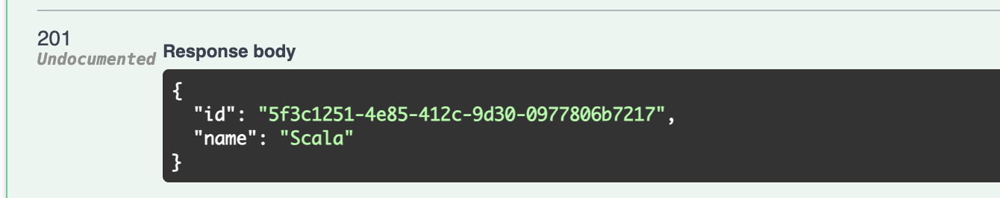 201
Undocumented
Response body
{
"id": "5f3c1251-4e85-412c-9d30-0977806b7217",
"name": "Scala"
}